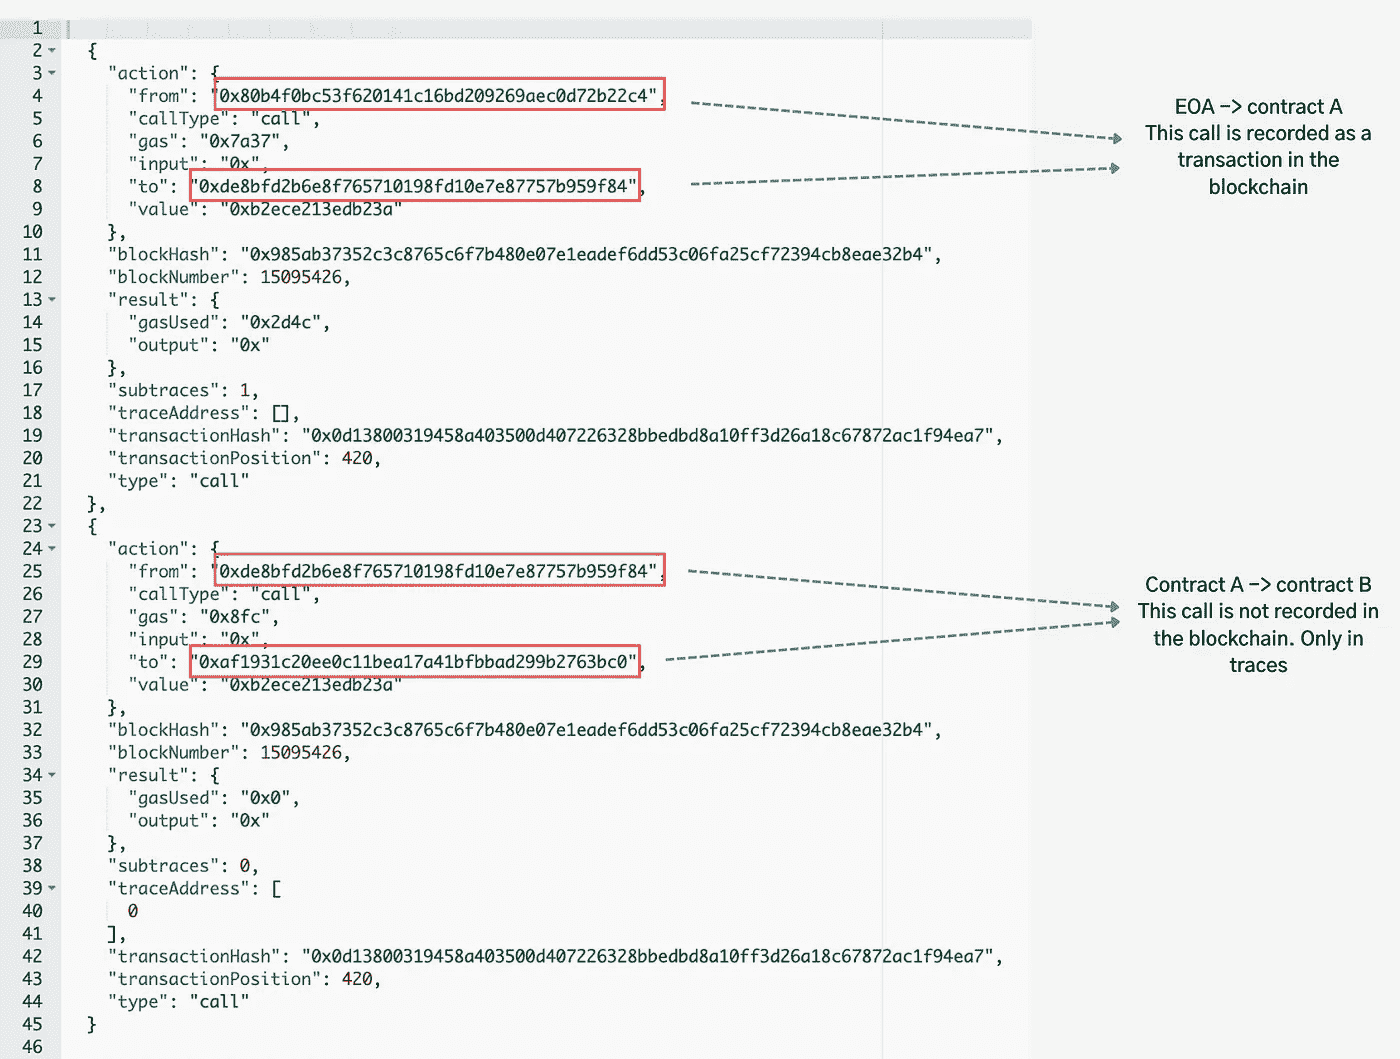 1
2 {
3 "action": {
4 "from": "0x80b4f0bc53f620141c16bd209269aec0d72b22c4",
5 "callType": "call",
6 "gas": "0x7a37",
7 "input": "0x",
8 "to": "0xde8bfd2b6e8f765710198fd10e7e87757b959f84",
9 "value": "0xb2ece213edb23a"
10 },
11 "blockHash": "0x985ab37352c3c8765c6f7b480e07e1eadef6dd53c06fa25cf72394cb8eae32b4",
12 "blockNumber": 15095426,
13 "result": {
14 "gasUsed": "0x2d4c",
15 "output": "0x"
16 },
17 "subtraces": 1,
18 "traceAddress": [],
19 "transactionHash": "0x0d13800319458a403500d407226328bbedbd8a10ff3d26a18c67872ac1f94ea7",
20 "transactionPosition": 420,
21 "type": "call"
22 },
23 {
24 "action": {
25 "from": "0xde8bfd2b6e8f765710198fd10e7e87757b959f84",
26 "callType": "call",
27 "gas": "0x8fc",
28 "input": "0x",
29 "to": "0xaf1931c20ee0c11bea17a41bfbbad299b2763bc0",
30 "value": "0xb2ece213edb23a"
31 },
32 "blockHash": "0x985ab37352c3c8765c6f7b480e07e1eadef6dd53c06fa25cf72394cb8eae32b4",
33 "blockNumber": 15095426,
34 "result": {
35 "gasUsed": "0x0",
36 "output": "0x"
37 },
38 "subtraces": 0,
39 "traceAddress": [
40 0
41 ],
42 "transactionHash": "0x0d13800319458a403500d407226328bbedbd8a10ff3d26a18c67872ac1f94ea7",
43 "transactionPosition": 420,
44 "type": "call"
45 }
46
EOA -> contract A
This call is recorded as a
transaction in the
blockchain
Contract A -> contract B
This call is not recorded in
the blockchain. Only in
traces